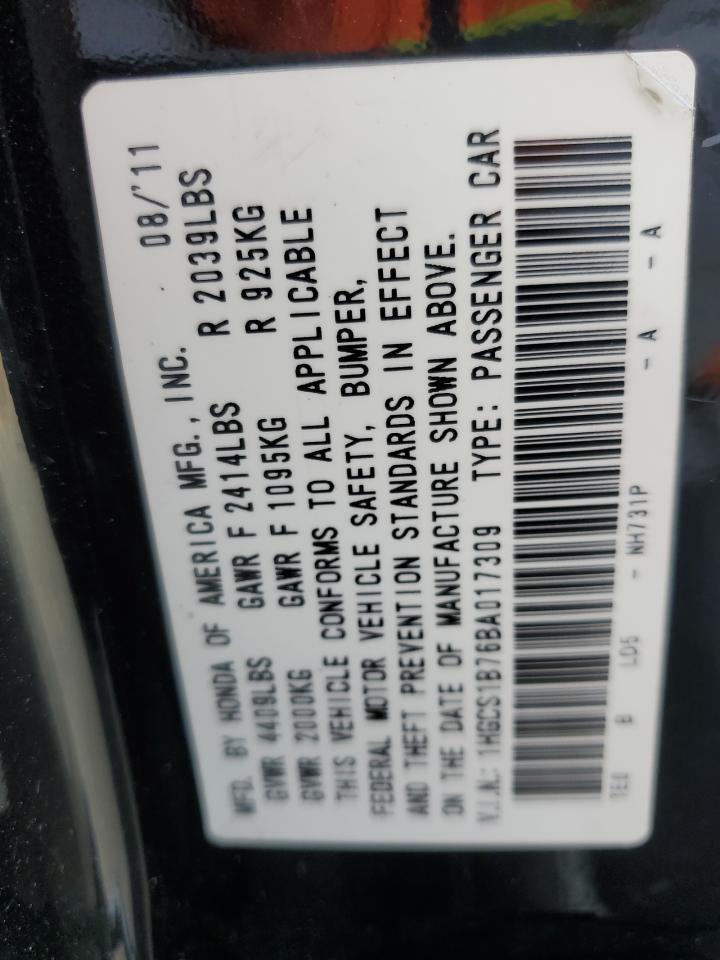 MFD. BY HONDA OF AMERICA MFG., INC. 08/'11
GVWR 4409LBS GAWR F 2414LBS R 2039LBS
GVWR 2000KG GAWR F 1095KG R 925KG
THIS VEHICLE CONFORMS TO ALL APPLICABLE
FEDERAL MOTOR VEHICLE SAFETY, BUMPER,
AND THEFT PREVENTION STANDARDS IN EFFECT
ON THE DATE OF MANUFACTURE SHOWN ABOVE.
V.I.N.: 1HGCS1B76BA017309 TYPE: PASSENGER CAR
B LD5 - NH731P - A - A